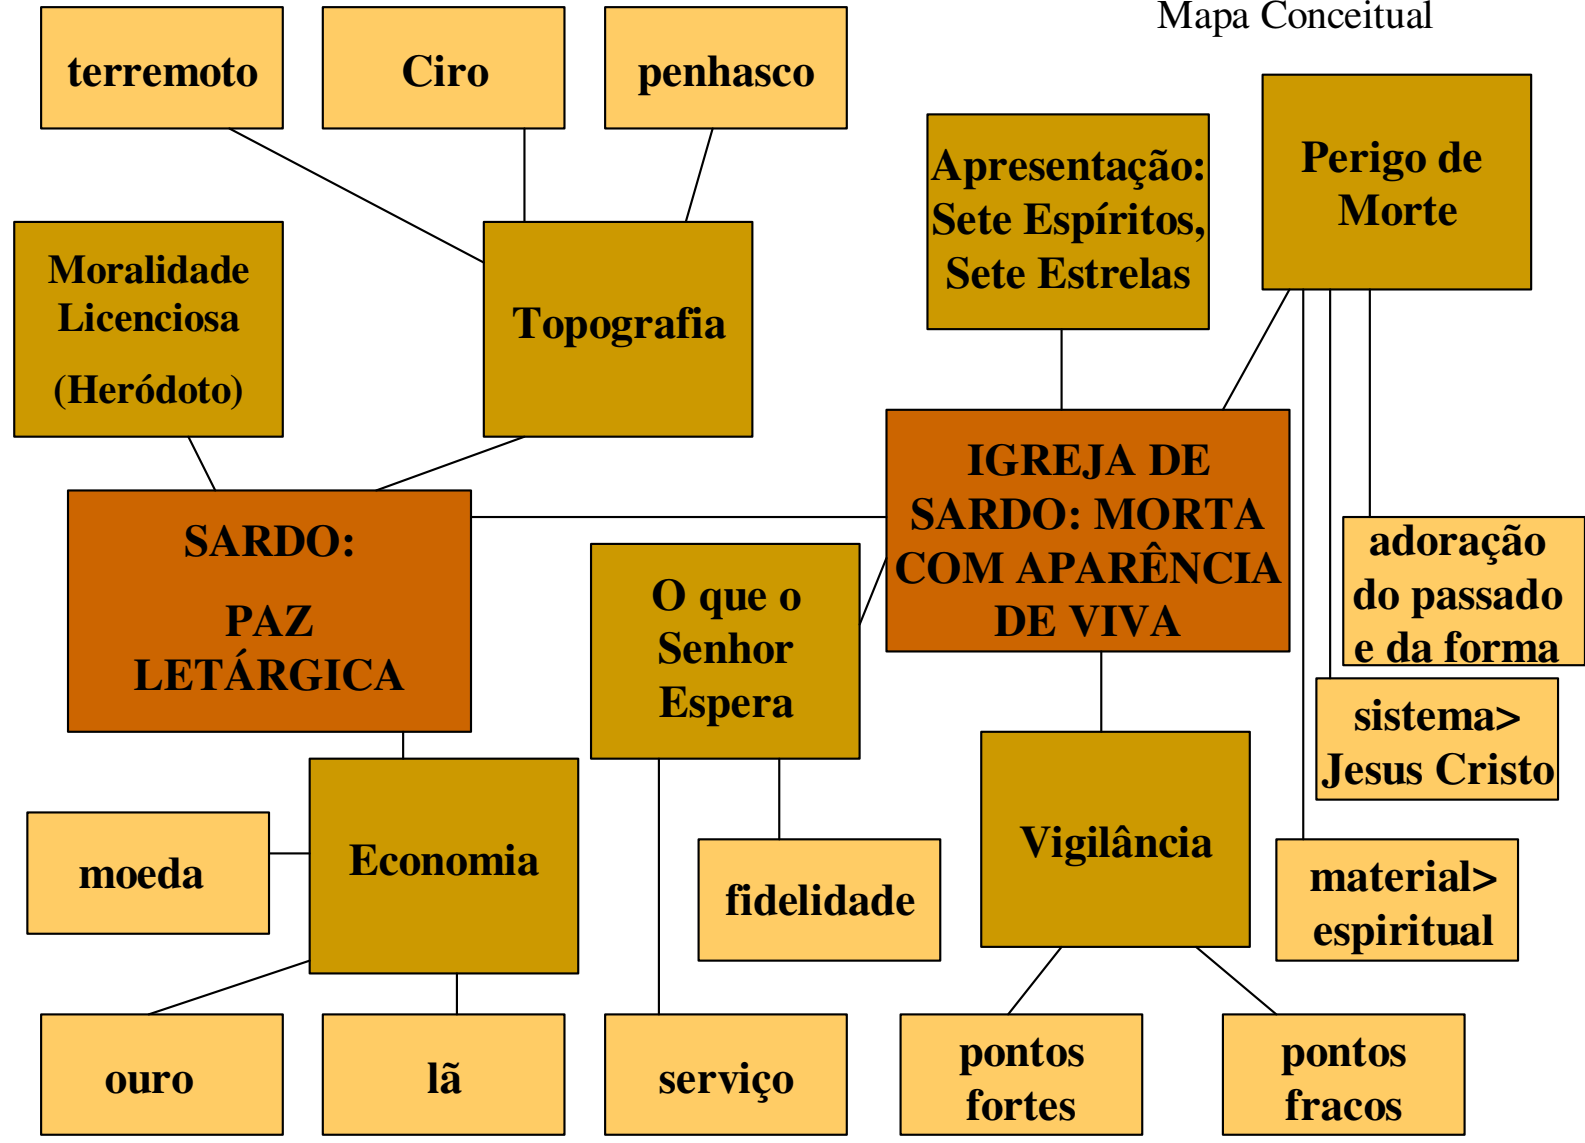 Mapa Conceitual
terremoto
Ciro
penhasco
Apresentação:
Sete Espíritos,
Sete Estrelas
Perigo de
Morte
Moralidade
Licenciosa
(Heródoto)
Topografia
SARDO:
PAZ
LETÁRGICA
IGREJA DE
SARDO: MORTA
COM APARÊNCIA
DE VIVA
O que o
Senhor
Espera
adoração
do passado
e da forma
sistema>
Jesus Cristo
material>
espiritual
Economia
moeda
fidelidade
Vigilância
ouro
lã
serviço
pontos
fortes
pontos
fracos